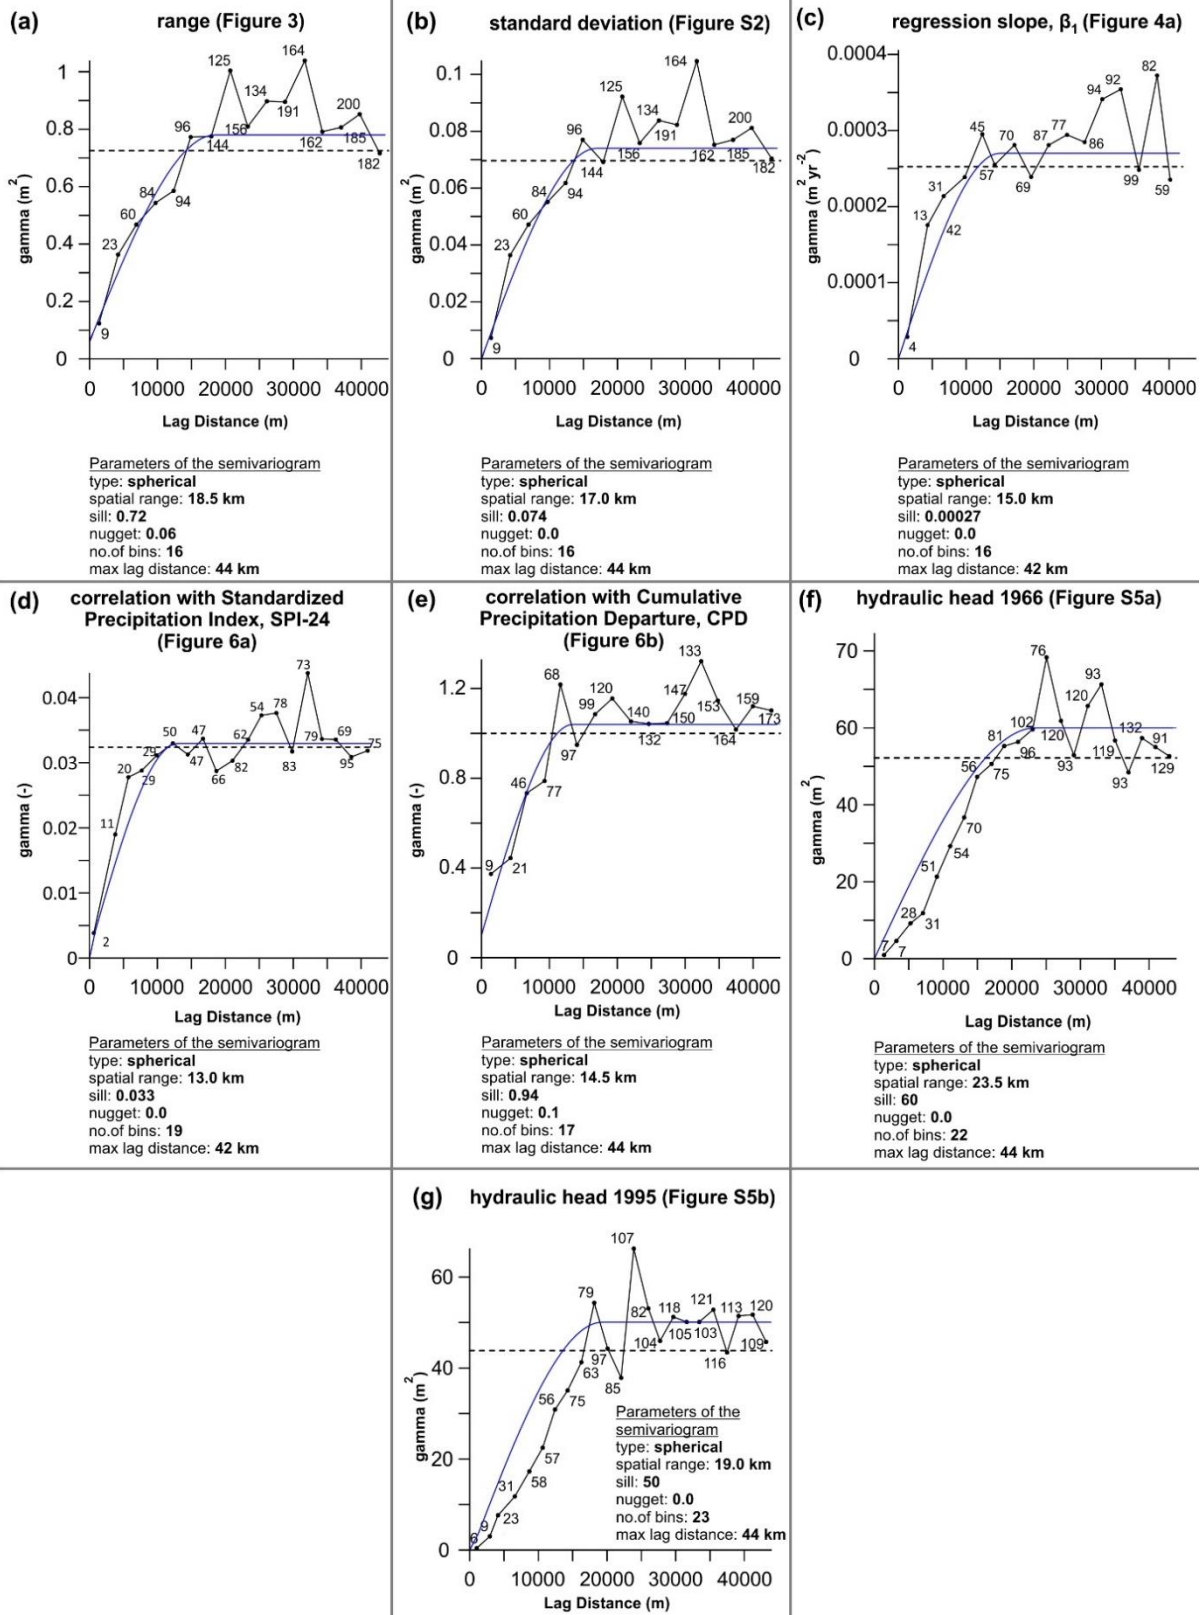 (a) range (Figure 3)
gamma (m²)
1
0.8
0.6
0.4
0.2
0
9
23
60
84
94
96
144
125
156
134
191
164
162
185
200
182
0 10000 20000 30000 40000
Lag Distance (m)
Parameters of the semivariogram
type: spherical
spatial range: 18.5 km
sill: 0.72
nugget: 0.06
no.of bins: 16
max lag distance: 44 km
(b) standard deviation (Figure S2)
gamma (m²)
0.1
0.080
0.06
0.04
0.02
0
9
23
60
84
94
96
144
125
156
134
191
164
162
185
200
182
0 10000 20000 30000 40000
Lag Distance (m)
Parameters of the semivariogram
type: spherical
spatial range: 17.0 km
sill: 0.074
nugget: 0.0
no.of bins: 16
max lag distance: 44 km
(c) regression slope, β₁ (Figure 4a)
gamma (m²yr⁻²)
0.0004
0.0003
0.0002
0.0001
0
4
13
31
42
45
57
70
69
87
77
86
94
92
99
82
59
0 10000 20000 30000 40000
Lag Distance (m)
Parameters of the semivariogram
type: spherical
spatial range: 15.0 km
sill: 0.00027
nugget: 0.0
no.of bins: 16
max lag distance: 42 km
(d) correlation with Standardized
Precipitation Index, SPI-24
(Figure 6a)
gamma (-)
0.04
0.03
0.02
0.01
0
2
11
20
29
29
50
47
47
66
82
62
54
78
83
73
79
69
95
75
0 10000 20000 30000 40000
Lag Distance (m)
Parameters of the semivariogram
type: spherical
spatial range: 13.0 km
sill: 0.033
nugget: 0.0
no.of bins: 19
max lag distance: 42 km
(e) correlation with Cumulative
Precipitation Departure, CPD
(Figure 6b)
gamma (-)
1.2
0.8
0.4
0
9
21
46
77
68
97
99
120
140
132
150
147
133
153
164
159
173
0 10000 20000 30000 40000
Lag Distance (m)
Parameters of the semivariogram
type: spherical
spatial range: 14.5 km
sill: 0.94
nugget: 0.1
no.of bins: 17
max lag distance: 44 km
(f) hydraulic head 1966 (Figure S5a)
gamma (m²)
70
60
40
20
0
7
7
28
31
51
54
70
56
75
81
96
102
76
120
93
120
93
119
93
132
91
129
0 10000 20000 30000 40000
Lag Distance (m)
Parameters of the semivariogram
type: spherical
spatial range: 23.5 km
sill: 60
nugget: 0.0
no.of bins: 22
max lag distance: 44 km
(g) hydraulic head 1995 (Figure S5b)
gamma (m²)
60
40
20
0
6
9
23
31
58
57
56
75
63
79
97
85
107
82
104
118
105
103
121
116
113
120
109
0 10000 20000 30000 40000
Lag Distance (m)
Parameters of the
semivariogram
type: spherical
spatial range: 19.0 km
sill: 50
nugget: 0.0
no.of bins: 23
max lag distance: 44 km